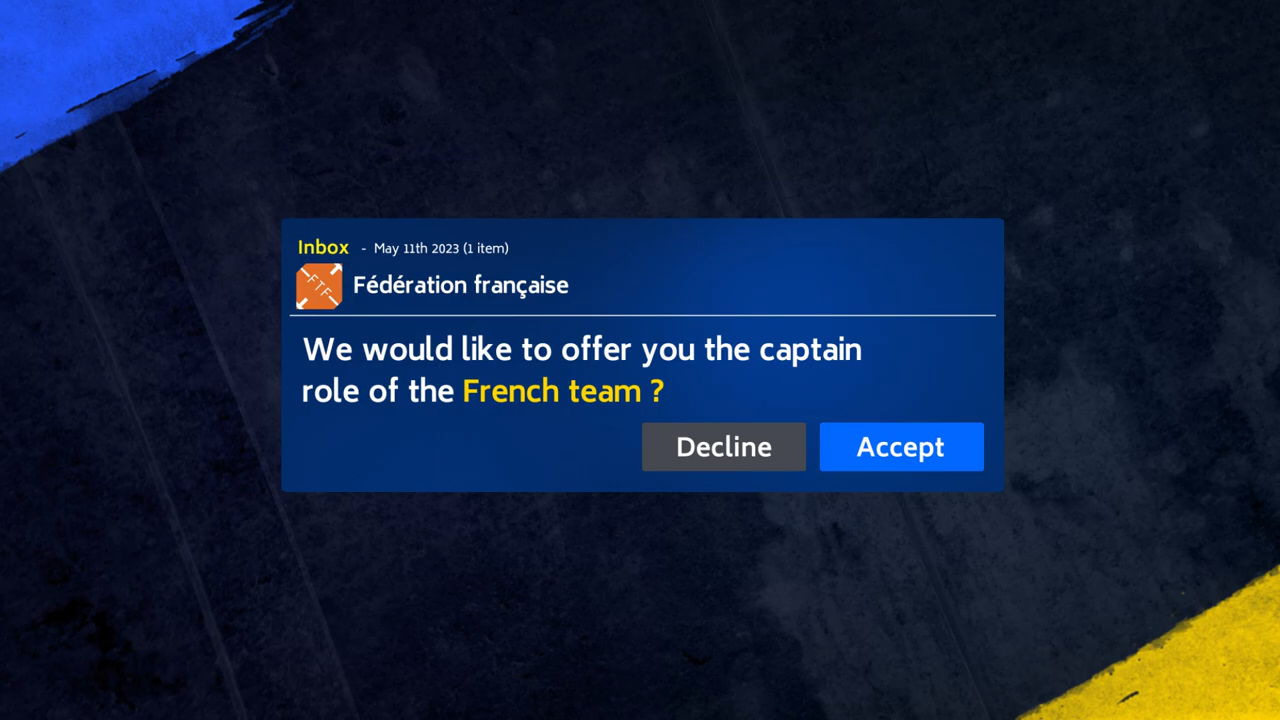 Inbox - May 11th 2023 (1 item)
FTF
Fédération française
We would like to offer you the captain
role of the French team ?
Decline Accept